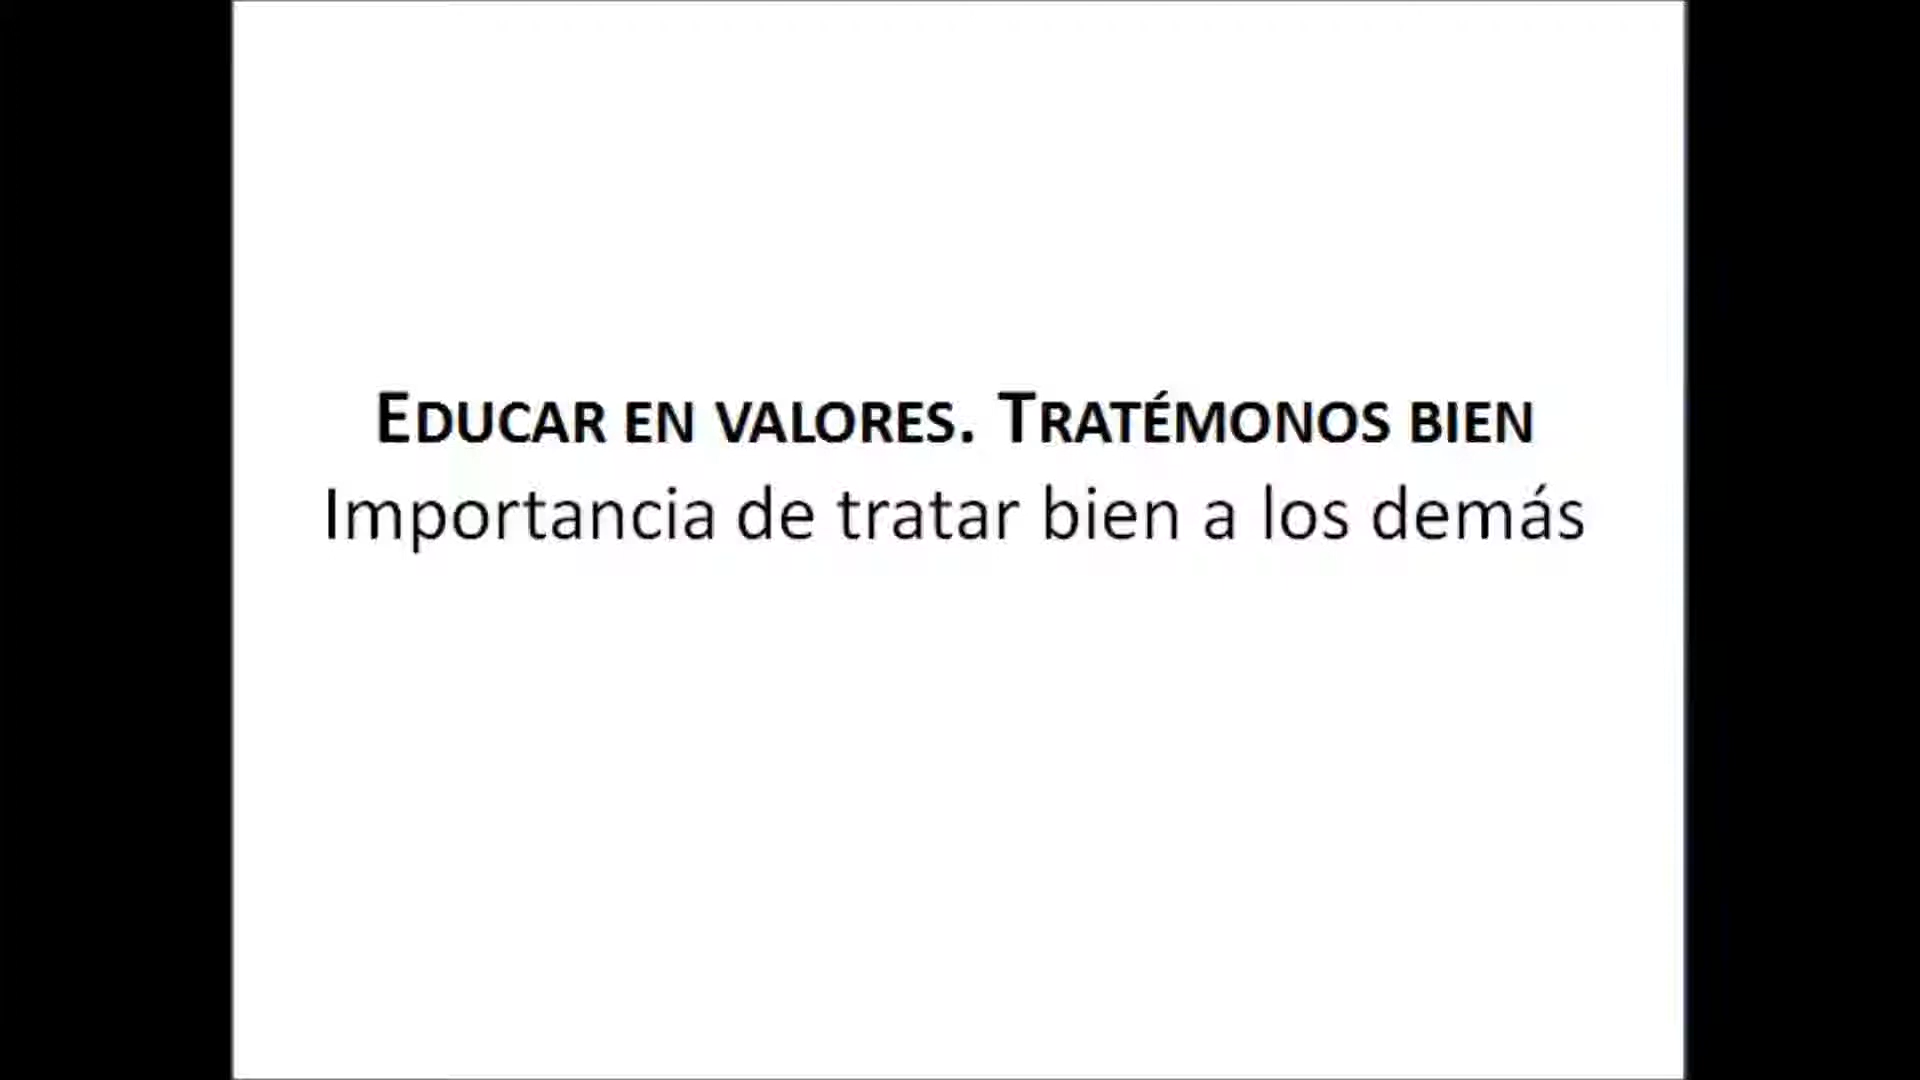 EDUCAR EN VALORES. TRATÉMONOS BIEN
Importancia de tratar bien a los demás